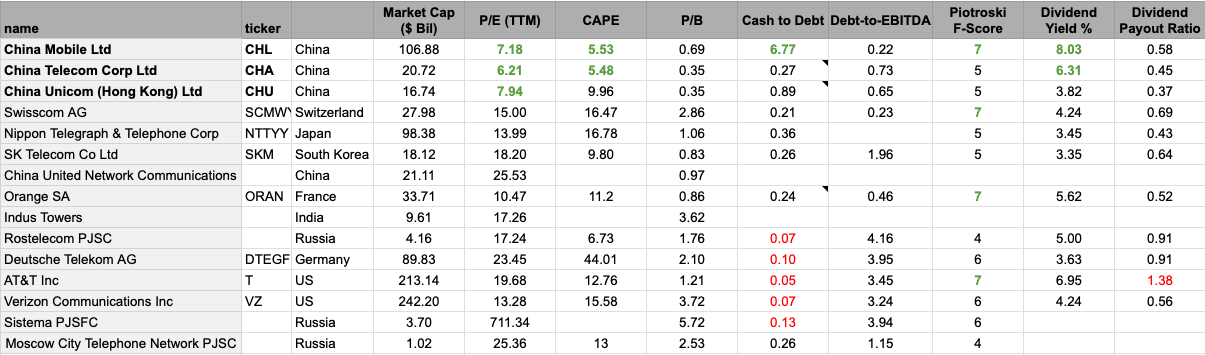 name ticker Market Cap ($ Bil) P/E (TTM) CAPE P/B Cash to Debt Debt-to-EBITDA Piotroski F-Score Dividend Yield % Dividend Payout Ratio
China Mobile Ltd CHL China 106.88 7.18 5.53 0.69 6.77 0.22 7 8.03 0.58
China Telecom Corp Ltd CHA China 20.72 6.21 5.48 0.35 0.27 0.73 5 6.31 0.45
China Unicom (Hong Kong) Ltd CHU China 16.74 7.94 9.96 0.35 0.89 0.65 5 3.82 0.37
Swisscom AG SCMWY Switzerland 27.98 15.00 16.47 2.86 0.21 0.23 7 4.24 0.69
Nippon Telegraph & Telephone Corp NTTYY Japan 98.38 13.99 16.78 1.06 0.36 5 3.45 0.43
SK Telecom Co Ltd SKM South Korea 18.12 18.20 9.80 0.83 0.26 1.96 5 3.35 0.64
China United Network Communications China 21.11 25.53 0.97
Orange SA ORAN France 33.71 10.47 11.2 0.86 0.24 0.46 7 5.62 0.52
Indus Towers India 9.61 17.26 3.62
Rostelecom PJSC Russia 4.16 17.24 6.73 1.76 0.07 4.16 4 5.00 0.91
Deutsche Telekom AG DTEGF Germany 89.83 23.45 44.01 2.10 0.10 3.95 6 3.63 0.91
AT&T Inc T US 213.14 19.68 12.76 1.21 0.05 3.45 7 6.95 1.38
Verizon Communications Inc VZ US 242.20 13.28 15.58 3.72 0.07 3.24 6 4.24 0.56
Sistema PJSFC Russia 3.70 711.34 5.72 0.13 3.94 6
Moscow City Telephone Network PJSC Russia 1.02 25.36 13 2.53 0.26 1.15 4